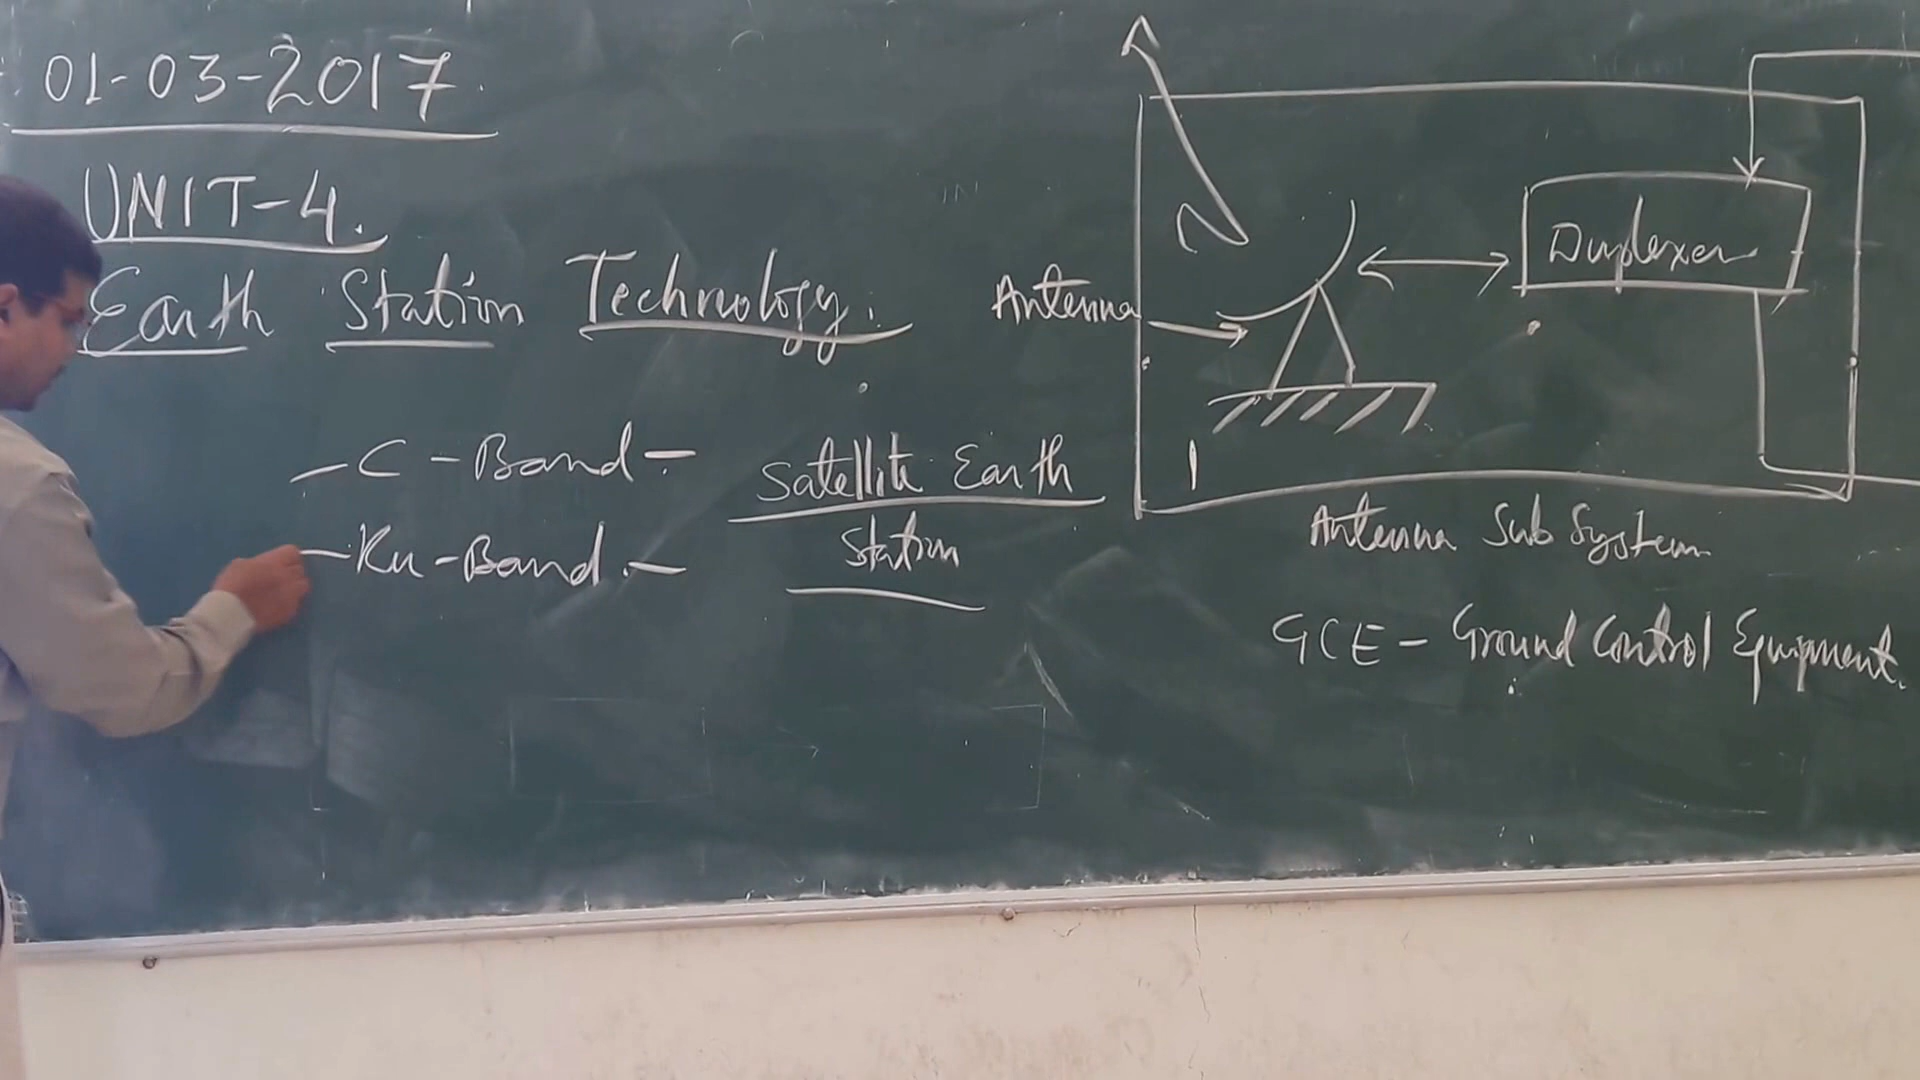 01-03-2017.
UNIT-4.
Earth Station Technology.
- C - Band -
- Ku - Band. -
Satellite Earth
Station
Antenna
Duplexer
1
Antenna Sub System
GCE - Ground Control Equipment.